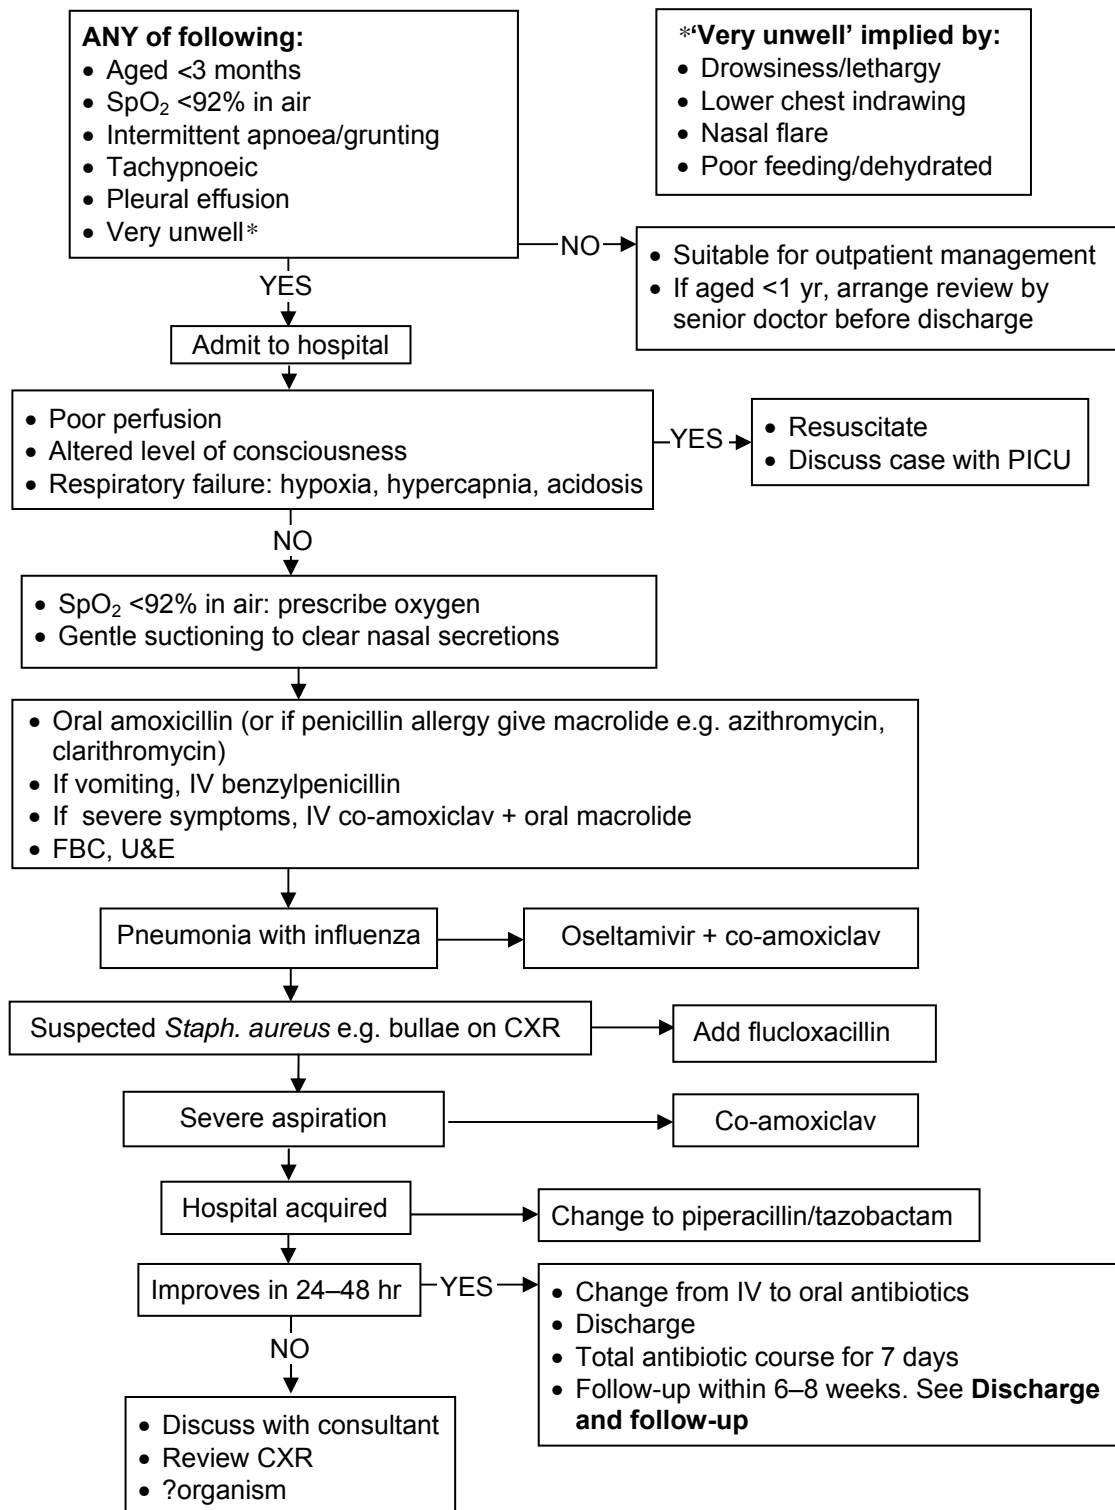 ANY of following:
• Aged <3 months
• SpO₂ <92% in air
• Intermittent apnoea/grunting
• Tachypnoeic
• Pleural effusion
• Very unwell*
*‘Very unwell’ implied by:
• Drowsiness/lethargy
• Lower chest indrawing
• Nasal flare
• Poor feeding/dehydrated
NO
• Suitable for outpatient management
• If aged <1 yr, arrange review by
senior doctor before discharge
YES
Admit to hospital
• Poor perfusion
• Altered level of consciousness
• Respiratory failure: hypoxia, hypercapnia, acidosis
YES
• Resuscitate
• Discuss case with PICU
NO
• SpO₂ <92% in air: prescribe oxygen
• Gentle suctioning to clear nasal secretions
• Oral amoxicillin (or if penicillin allergy give macrolide e.g. azithromycin,
clarithromycin)
• If vomiting, IV benzylpenicillin
• If severe symptoms, IV co-amoxiclav + oral macrolide
• FBC, U&E
Pneumonia with influenza
Oseltamivir + co-amoxiclav
Suspected Staph. aureus e.g. bullae on CXR
Add flucloxacillin
Severe aspiration
Co-amoxiclav
Hospital acquired
Change to piperacillin/tazobactam
Improves in 24–48 hr
YES
• Change from IV to oral antibiotics
• Discharge
• Total antibiotic course for 7 days
• Follow-up within 6–8 weeks. See Discharge
and follow-up
NO
• Discuss with consultant
• Review CXR
• ?organism